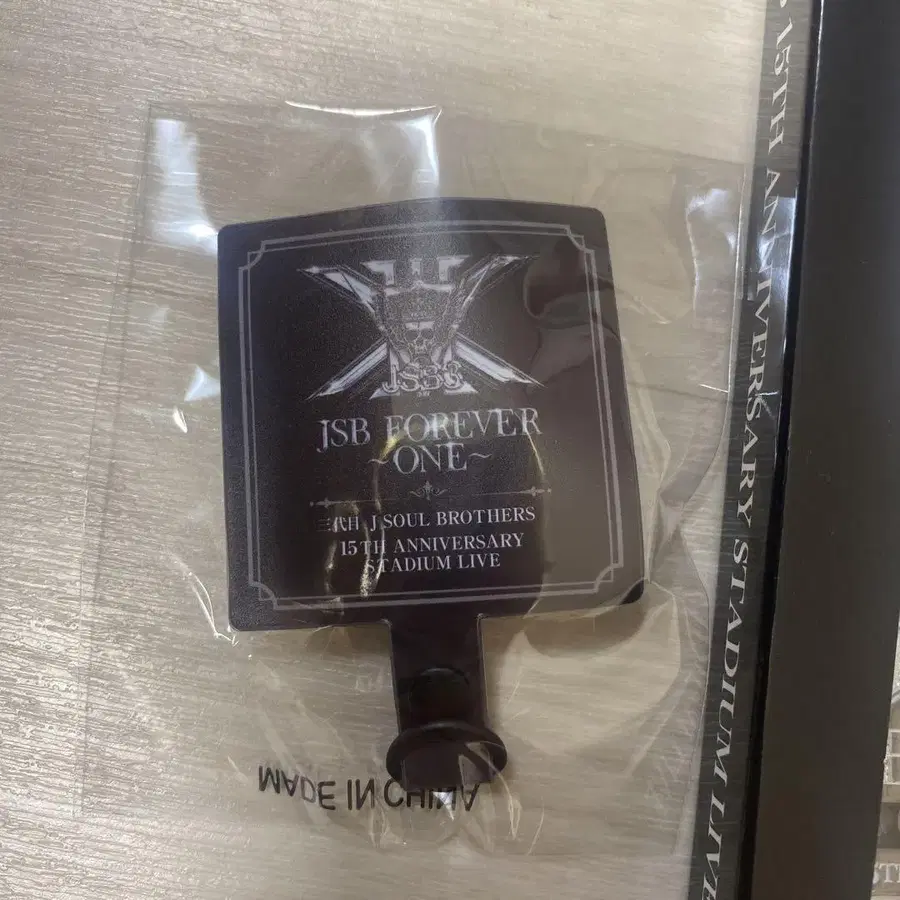 JSB3
JSB FOREVER
~ONE~
三代目 J SOUL BROTHERS
15TH ANNIVERSARY
STADIUM LIVE
MADE IN CHINA
15TH ANNIVERSARY STADIUM LIVE